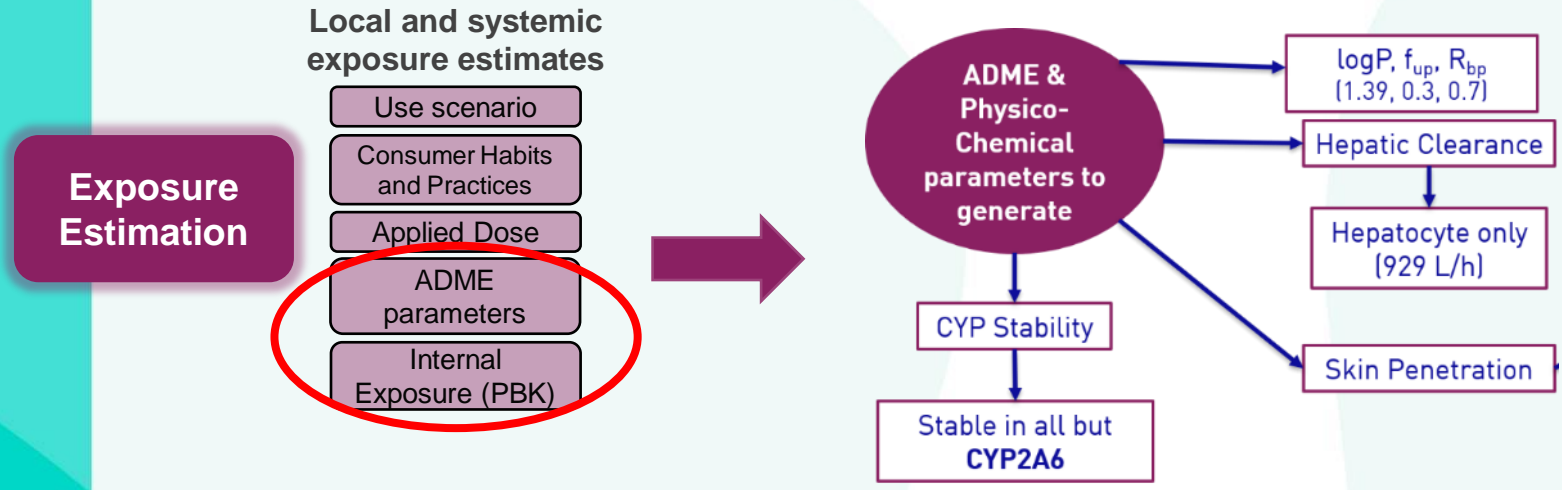 Local and systemic
exposure estimates
Exposure
Estimation
Use scenario
Consumer Habits
and Practices
Applied Dose
ADME
parameters
Internal
Exposure (PBK)
ADME &
Physico-
Chemical
parameters to
generate
logP, fup, Rbp
(1.39, 0.3, 0.7)
Hepatic Clearance
Hepatocyte only
(929 L/h)
Skin Penetration
CYP Stability
Stable in all but
CYP2A6